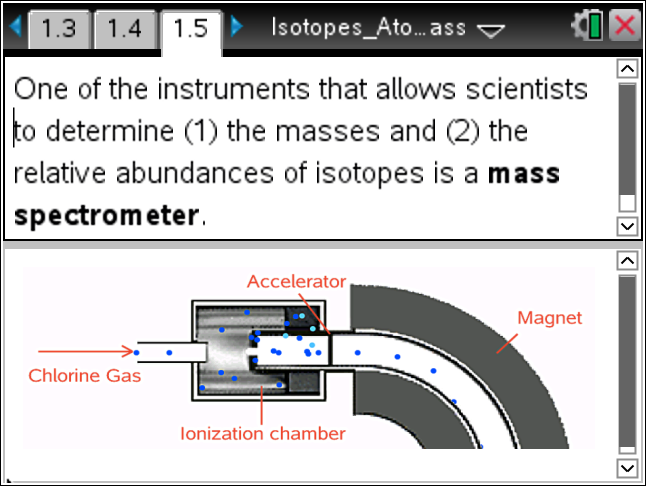 1.3 1.4 1.5 Isotopes_Ato...ass
One of the instruments that allows scientists
to determine (1) the masses and (2) the
relative abundances of isotopes is a mass
spectrometer.
Accelerator
Magnet
Chlorine Gas
Ionization chamber